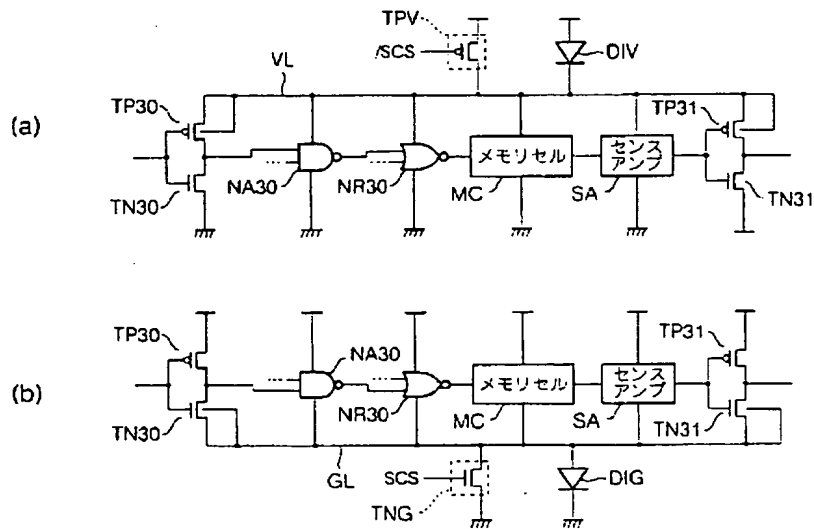 (a)
TPV
/SCS
DIV
VL
TP30
TN30
NA30
NR30
メモリセル
MC
センス
アンプ
SA
TP31
TN31
(b)
TP30
TN30
NA30
NR30
メモリセル
MC
センス
アンプ
SA
TP31
TN31
GL
SCS
TNG
DIG